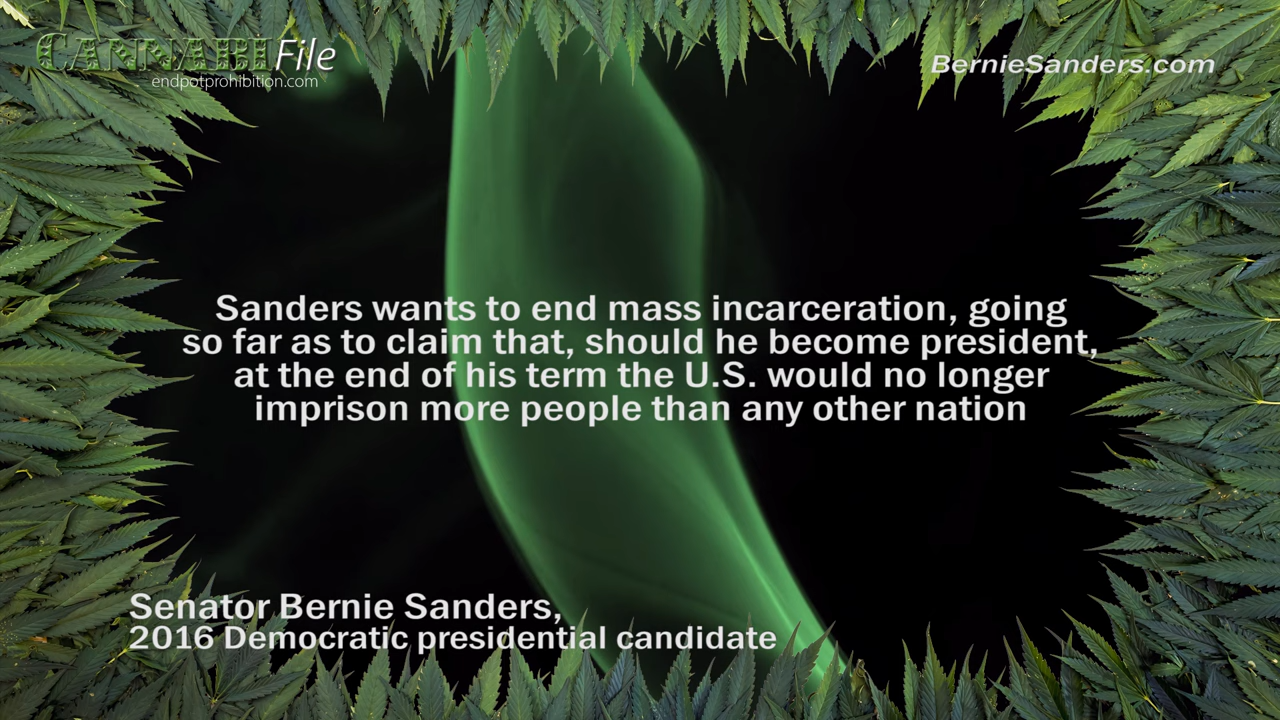 CANNABIFile
endpotprohibition.com
BernieSanders.com
Sanders wants to end mass incarceration, going
so far as to claim that, should he become president,
at the end of his term the U.S. would no longer
imprison more people than any other nation
Senator Bernie Sanders,
2016 Democratic presidential candidate